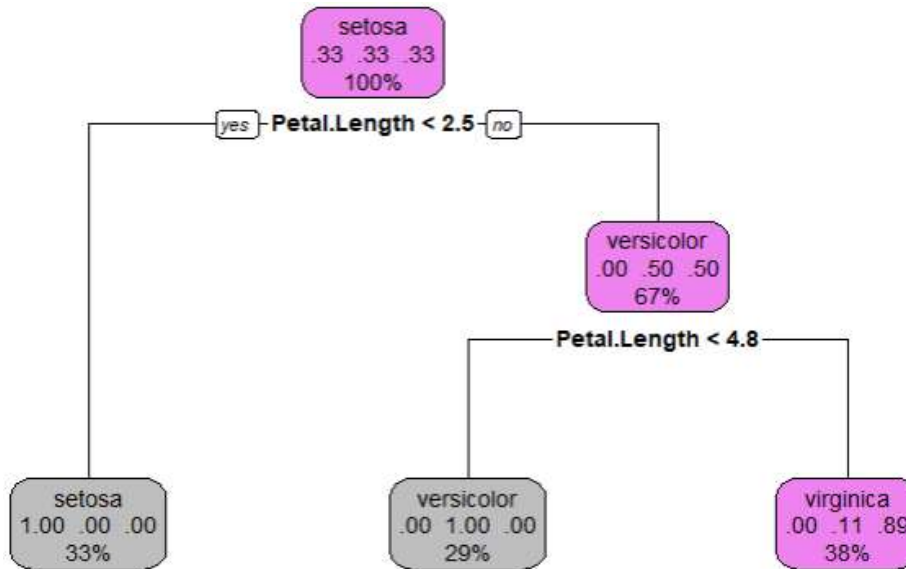 setosa
.33 .33 .33
100%
yes Petal.Length < 2.5 no
versicolor
.00 .50 .50
67%
Petal.Length < 4.8
setosa
1.00 .00 .00
33%
versicolor
.00 1.00 .00
29%
virginica
.00 .11 .89
38%